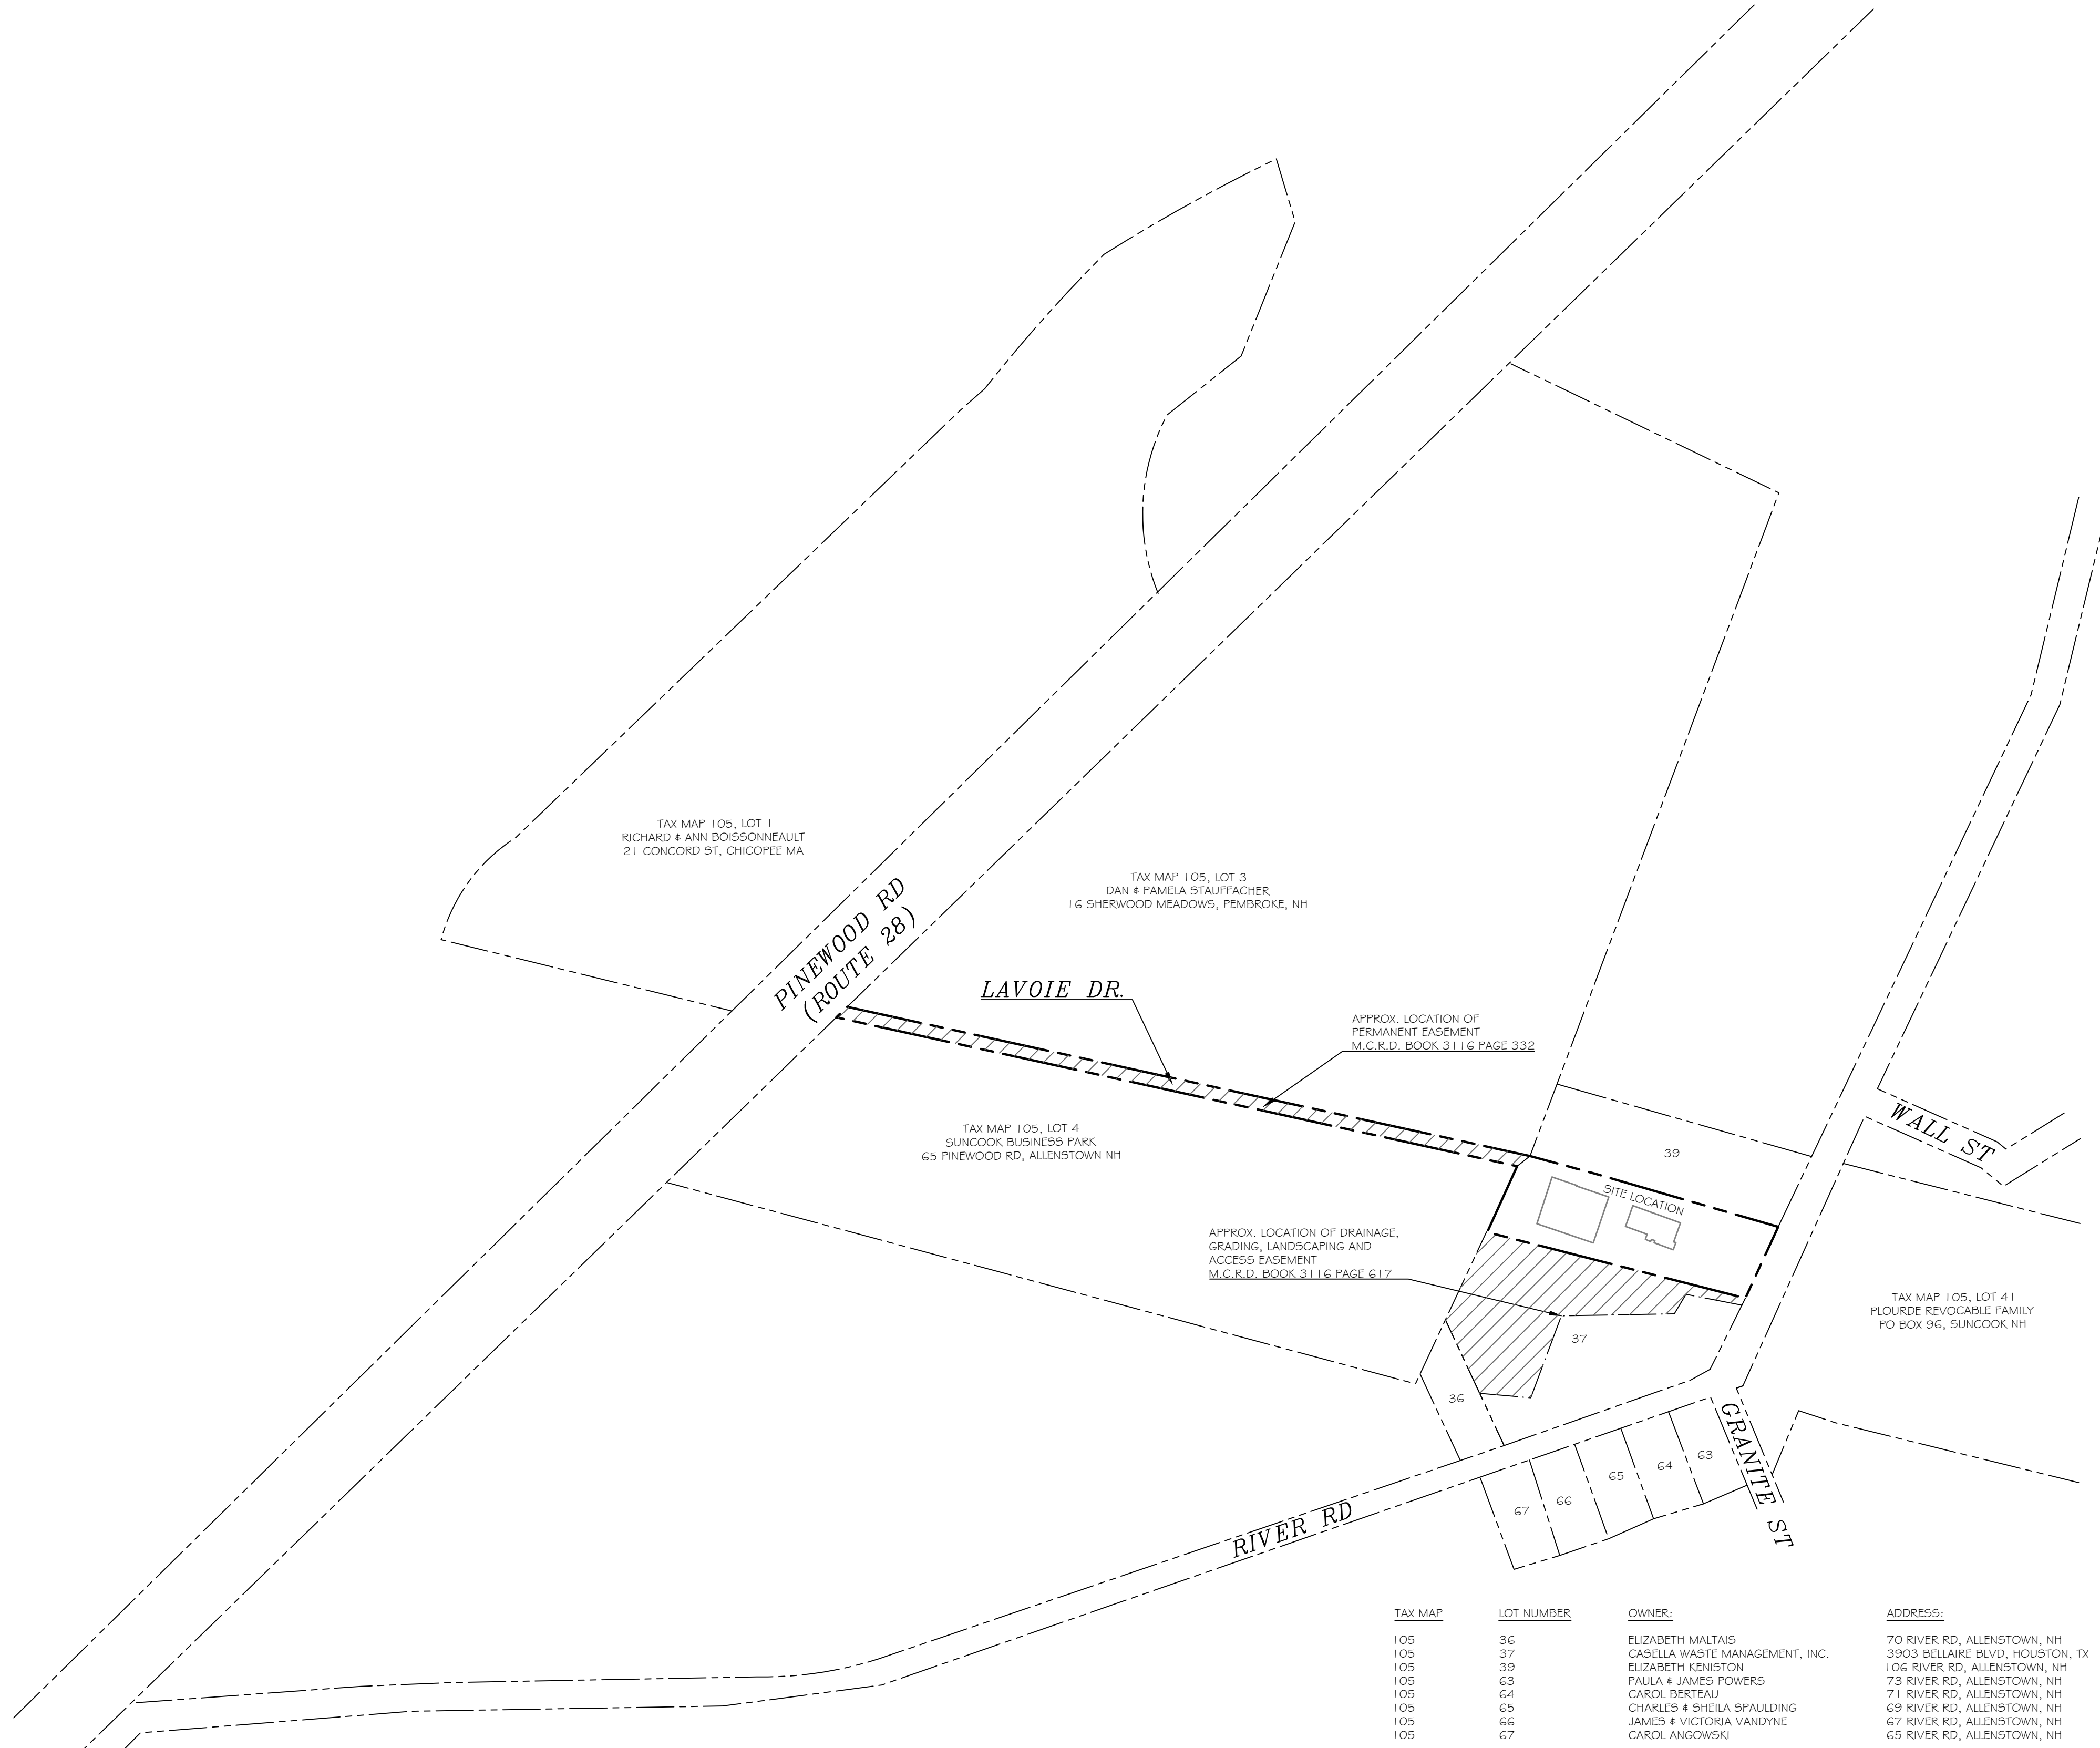 TAX MAP 105, LOT 1
RICHARD & ANN BOISSONNEAULT
21 CONCORD ST, CHICOPEE MA
TAX MAP 105, LOT 3
DAN & PAMELA STAUFFACHER
16 SHERWOOD MEADOWS, PEMBROKE, NH
PINEWOOD RD
(ROUTE 28)
LAVOIE DR.
APPROX. LOCATION OF
PERMANENT EASEMENT
M.C.R.D. BOOK 3116 PAGE 332
WALL ST
TAX MAP 105, LOT 4
SUNCOOK BUSINESS PARK
65 PINEWOOD RD, ALLENSTOWN NH
39
SITE LOCATION
APPROX. LOCATION OF DRAINAGE,
GRADING, LANDSCAPING AND
ACCESS EASEMENT
M.C.R.D. BOOK 3116 PAGE 617
TAX MAP 105, LOT 41
PLOURDE REVOCABLE FAMILY
PO BOX 96, SUNCOOK NH
37
36
GRANITE ST
63
64
65
66
67
RIVER RD
TAX MAP LOT NUMBER OWNER: ADDRESS:
105 36 ELIZABETH MALTAIS 70 RIVER RD, ALLENSTOWN, NH
105 37 CASELLA WASTE MANAGEMENT, INC. 3903 BELLAIRE BLVD, HOUSTON, TX
105 39 ELIZABETH KENISTON 106 RIVER RD, ALLENSTOWN, NH
105 63 PAULA & JAMES POWERS 73 RIVER RD, ALLENSTOWN, NH
105 64 CAROL BERTEAU 71 RIVER RD, ALLENSTOWN, NH
105 65 CHARLES & SHEILA SPAULDING 69 RIVER RD, ALLENSTOWN, NH
105 66 JAMES & VICTORIA VANDYNE 67 RIVER RD, ALLENSTOWN, NH
105 67 CAROL ANGOWSKI 65 RIVER RD, ALLENSTOWN, NH